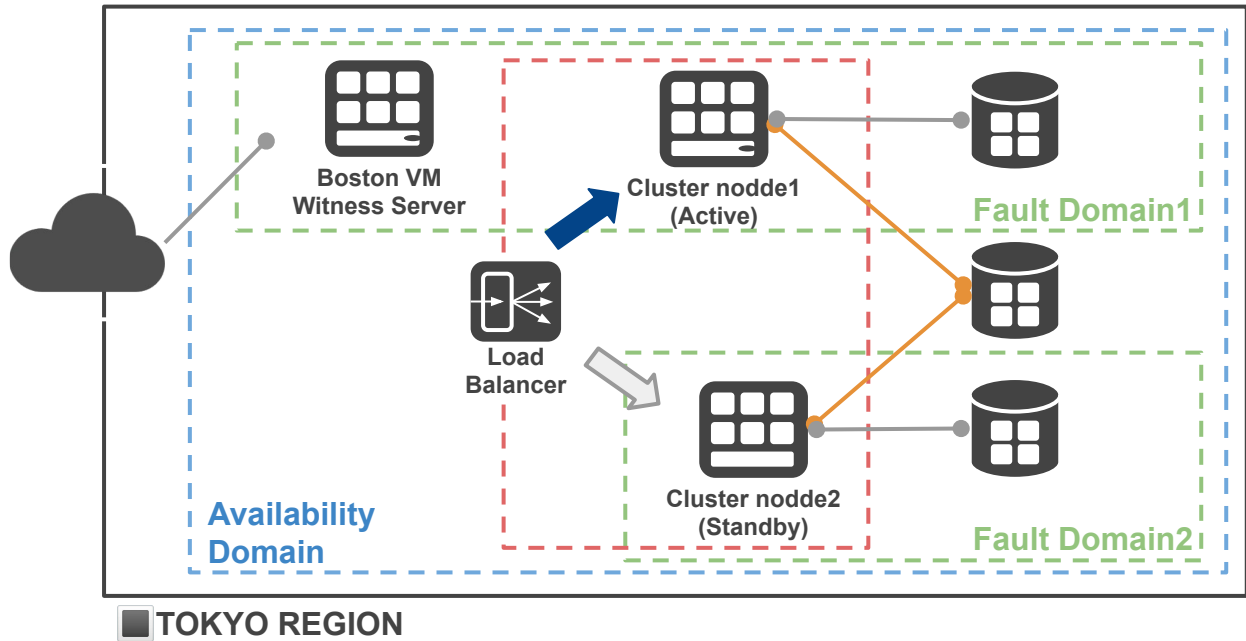 Boston VM
Witness Server
Cluster nodde1
(Active)
Fault Domain1
Load
Balancer
Cluster nodde2
(Standby)
Availability
Domain
Fault Domain2
TOKYO REGION